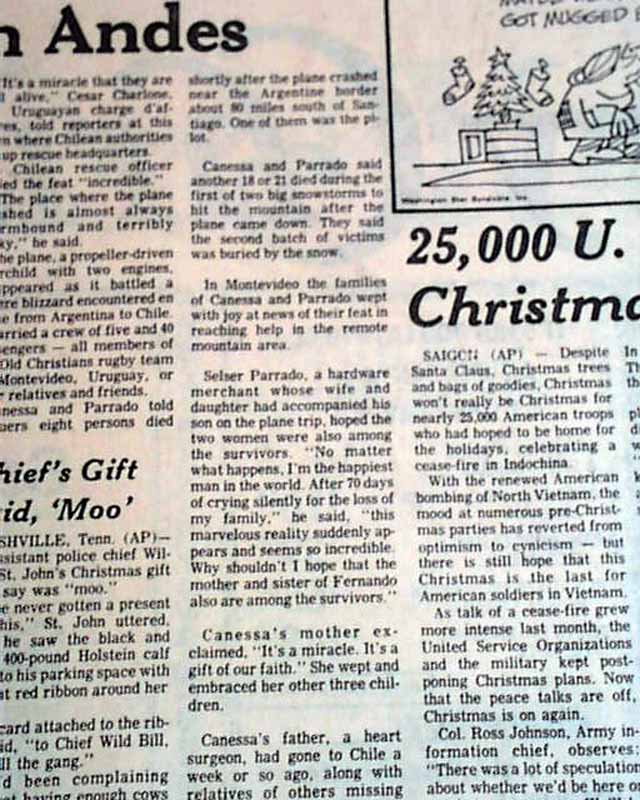 n Andes
"It's a miracle that they are
alive," Cesar Charlone,
Uruguayan charge d'af-
res, told reporters at this
n where Chilean authorities
up rescue headquarters.
Chilean rescue officer
ied the feat "incredible."
The place where the plane
shed is almost always
rmbound and terribly
ay," he said.
he plane, a propeller-driven
rchild with two engines,
ppeared as it battled a
ere blizzard encountered en
e from Argentina to Chile.
arried a crew of five and 40
sengers — all members of
Old Christians rugby team
Montevideo, Uruguay, or
r relatives and friends.
nessa and Parrado told
uers eight persons died
hief's Gift
id, 'Moo'
SHVILLE, Tenn. (AP)—
ssistant police chief Wil-
St. John's Christmas gift
say was "moo."
e never gotten a present
his," St. John uttered,
he saw the black and
400-pound Holstein calf
to his parking space with
at red ribbon around her
card attached to the rib-
id, "to Chief Wild Bill,
ll the gang."
'd been complaining
at having enough cows
shortly after the plane crashed
near the Argentine border
about 80 miles south of San-
tiago. One of them was the pi-
lot.
Canessa and Parrado said
another 18 or 21 died during the
first of two big snowstorms to
hit the mountain after the
plane came down. They said
the second batch of victims
was buried by the snow.
In Montevideo the families
of Canessa and Parrado wept
with joy at news of their feat in
reaching help in the remote
mountain area.
Selser Parrado, a hardware
merchant whose wife and
daughter had accompanied his
son on the plane trip, hoped the
two women were also among
the survivors. "No matter
what happens, I'm the happiest
man in the world. After 70 days
of crying silently for the loss of
my family," he said, "this
marvelous reality suddenly ap-
pears and seems so incredible.
Why shouldn't I hope that the
mother and sister of Fernando
also are among the survivors."
Canessa's mother ex-
claimed, "It's a miracle. It's a
gift of our faith." She wept and
embraced her other three chil-
dren.
Canessa's father, a heart
surgeon, had gone to Chile a
week or so ago, along with
relatives of others missing
GOT MUGGED
Washington Star Syndicate, Inc.
25,000 U.
Christma
SAIGON (AP) — Despite
Santa Claus, Christmas trees
and bags of goodies, Christmas
won't really be Christmas for
nearly 25,000 American troops
who had hoped to be home for
the holidays, celebrating a
cease-fire in Indochina.
With the renewed American
bombing of North Vietnam, the
mood at numerous pre-Christ-
mas parties has reverted from
optimism to cynicism — but
there is still hope that this
Christmas is the last for
American soldiers in Vietnam.
As talk of a cease-fire grew
more intense last month, the
United Service Organizations
and the military kept post-
poning Christmas plans. Now
that the peace talks are off,
Christmas is on again.
Col. Ross Johnson, Army in-
formation chief, observes:
"There was a lot of speculation
about whether we'd be here o
In